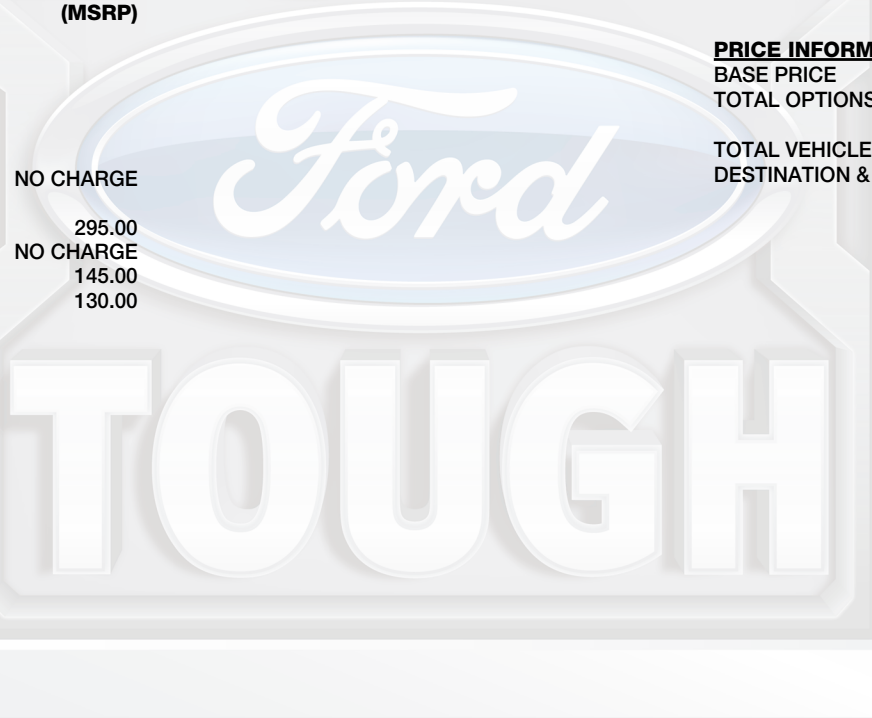 (MSRP)
NO CHARGE
295.00
NO CHARGE
145.00
130.00
PRICE INFORM
BASE PRICE
TOTAL OPTIONS
TOTAL VEHICLE
DESTINATION &
Ford
TOUGH